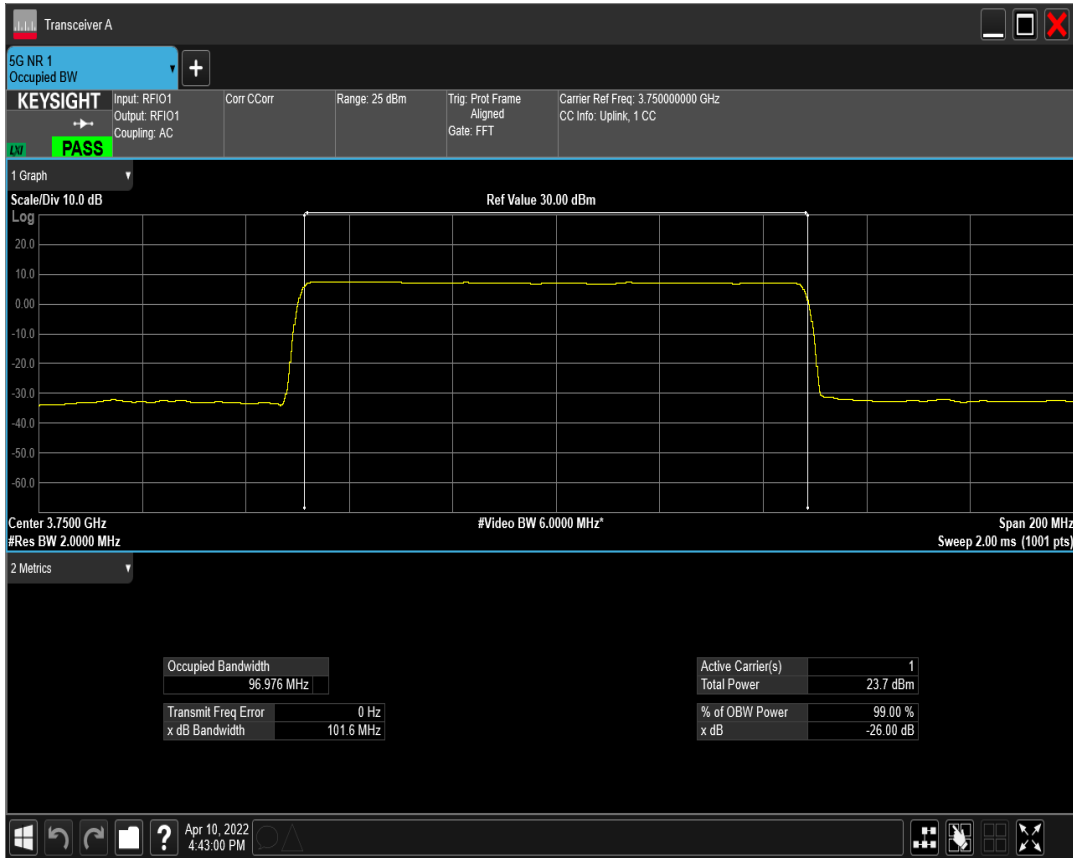 Transceiver A
5G NR 1
Occupied BW
KEYSIGHT
LXI
PASS
Input: RFIO1
Output: RFIO1
Coupling: AC
Corr CCorr
Range: 25 dBm
Trig: Prot Frame
Aligned
Gate: FFT
Carrier Ref Freq: 3.750000000 GHz
CC Info: Uplink, 1 CC
1 Graph
Scale/Div 10.0 dB
Ref Value 30.00 dBm
Log
20.0
10.0
0.00
-10.0
-20.0
-30.0
-40.0
-50.0
-60.0
Center 3.7500 GHz
#Video BW 6.0000 MHz*
Span 200 MHz
#Res BW 2.0000 MHz
Sweep 2.00 ms (1001 pts)
2 Metrics
Occupied Bandwidth
96.976 MHz
Transmit Freq Error 0 Hz
x dB Bandwidth 101.6 MHz
Active Carrier(s) 1
Total Power 23.7 dBm
% of OBW Power 99.00 %
x dB -26.00 dB
?
Apr 10, 2022
4:43:00 PM